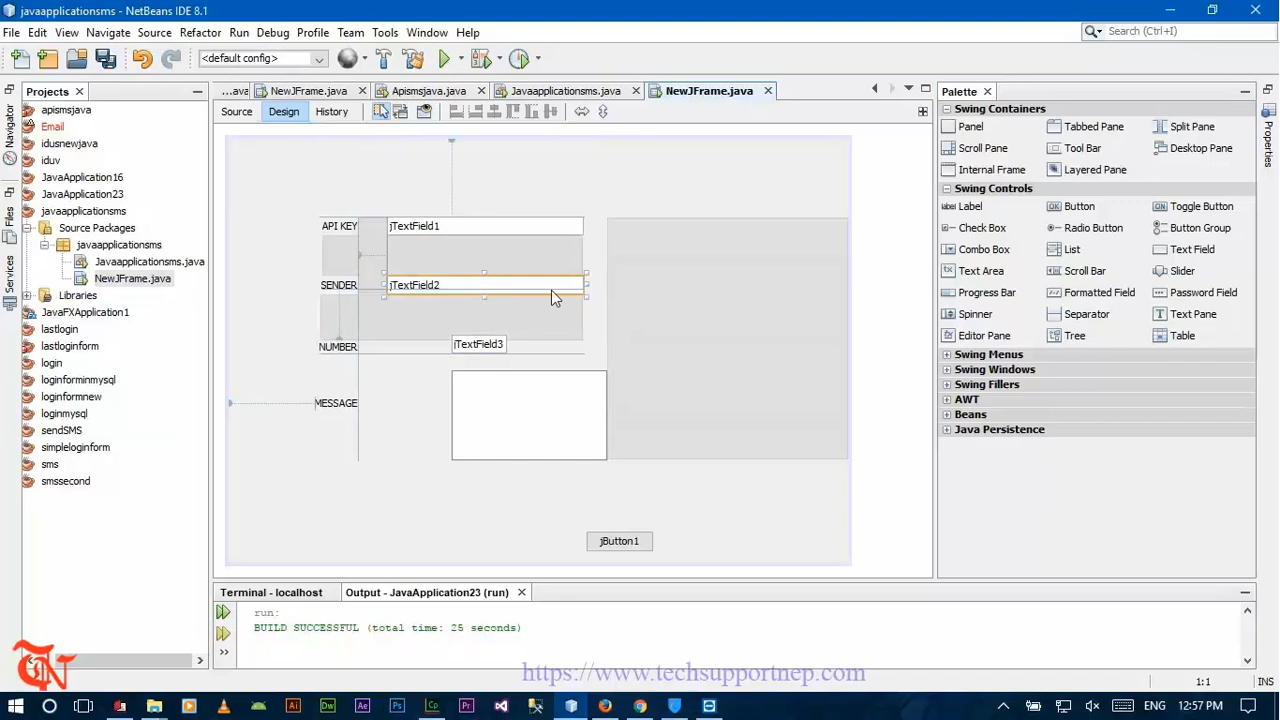 javaapplicationsms - NetBeans IDE 8.1
File Edit View Navigate Source Refactor Run Debug Profile Team Tools Window Help
Search (Ctrl+I)
<default config>
Projects
...ava
NewJFrame.java
Apismsjava.java
Javaapplicationsms.java
NewJFrame.java
Palette
Source Design History
Navigator
Files
Services
Properties
apismsjava
Email
idusnewjava
iduv
JavaApplication16
JavaApplication23
javaapplicationsms
Source Packages
javaapplicationsms
Javaapplicationsms.java
NewJFrame.java
Libraries
JavaFXApplication1
lastlogin
lastloginform
login
loginforminmysql
loginformnew
loginmysql
sendSMS
simpleloginform
sms
smssecond
API KEY
jTextField1
SENDER
jTextField2
NUMBER
jTextField3
MESSAGE
jButton1
Swing Containers
Panel Tabbed Pane Split Pane
Scroll Pane Tool Bar Desktop Pane
Internal Frame Layered Pane
Swing Controls
Label Button Toggle Button
Check Box Radio Button Button Group
Combo Box List Text Field
Text Area Scroll Bar Slider
Progress Bar Formatted Field Password Field
Spinner Separator Text Pane
Editor Pane Tree Table
Swing Menus
Swing Windows
Swing Fillers
AWT
Beans
Java Persistence
Terminal - localhost
Output - JavaApplication23 (run)
run:
BUILD SUCCESSFUL (total time: 25 seconds)
https://www.techsupportnep.com
1:1
INS
12:57 PM